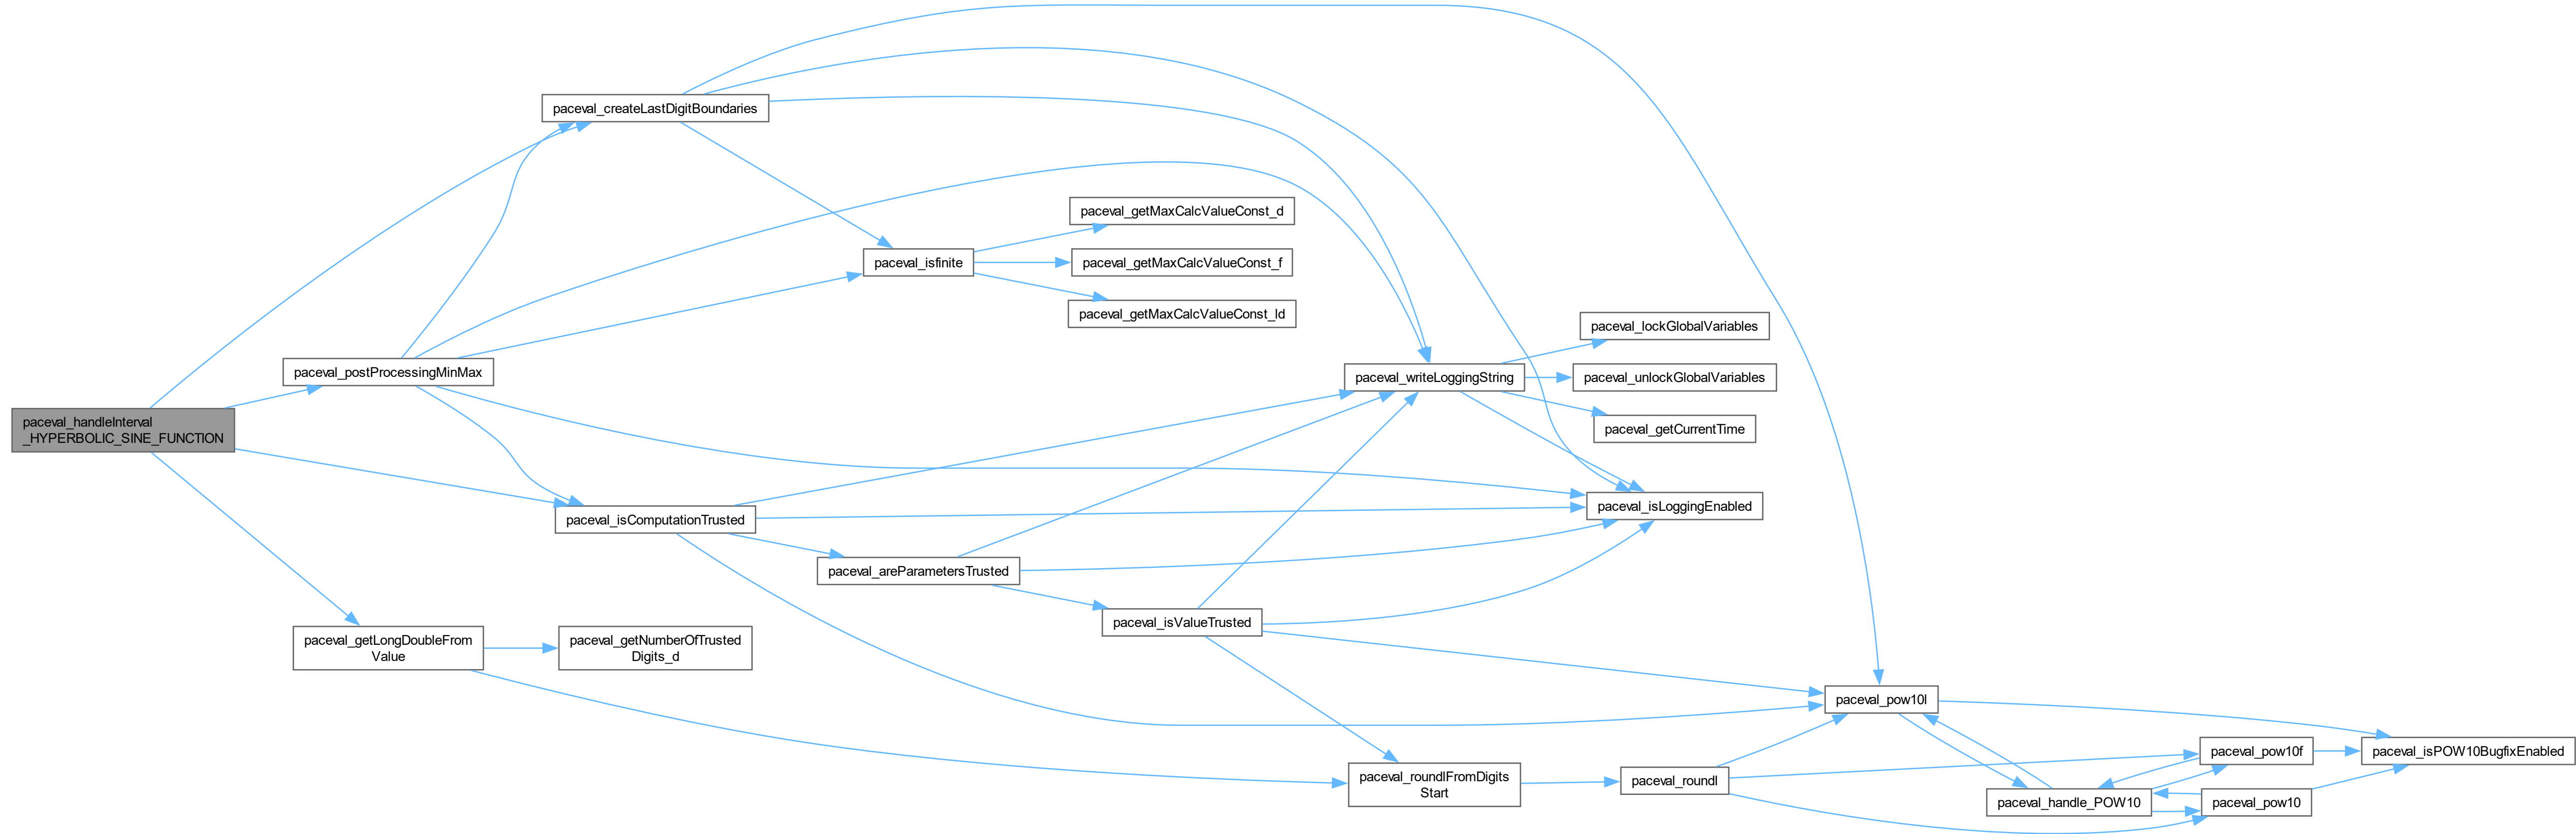 paceval_createLastDigitBoundaries
paceval_getMaxCalcValueConst_d
paceval_isfinite
paceval_getMaxCalcValueConst_f
paceval_getMaxCalcValueConst_ld
paceval_lockGlobalVariables
paceval_postProcessingMinMax
paceval_writeLoggingString
paceval_unlockGlobalVariables
paceval_handleInterval
_HYPERBOLIC_SINE_FUNCTION
paceval_getCurrentTime
paceval_isComputationTrusted
paceval_isLoggingEnabled
paceval_areParametersTrusted
paceval_isValueTrusted
paceval_getLongDoubleFrom
Value
paceval_getNumberOfTrusted
Digits_d
paceval_pow10l
paceval_pow10f
paceval_isPOW10BugfixEnabled
paceval_roundlFromDigits
Start
paceval_roundl
paceval_handle_POW10
paceval_pow10